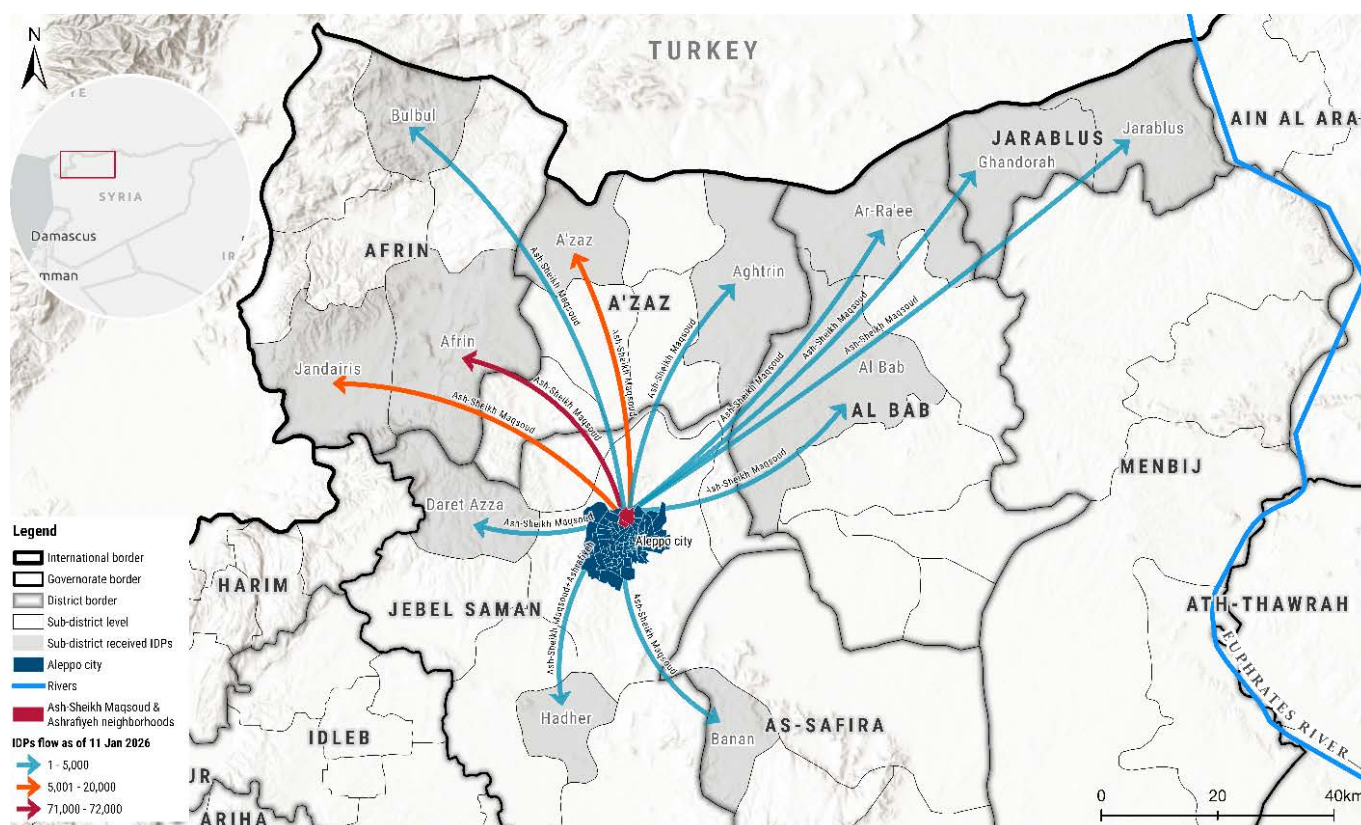 N
TURKEY
YE
SYRIA
Damascus
mman
IR
Bulbul
JARABLUS
Jarablus
AIN AL ARA
Ghandorah
Ar-Ra'ee
A'zaz
AFRIN
Aghtrin
A'ZAZ
Afrin
Jandairis
Al Bab
AL BAB
MENBIJ
Daret Azza
Aleppo city
HARIM
JEBEL SAMAN
ATH-THAWRAH
EUPHRATES RIVER
Hadher
Banan
AS-SAFIRA
IDLEB
UR
ARIHA
Ash-Sheikh Maqsoud
Ash-Sheikh Maqsoud
Ash-Sheikh Maqsoud
Ash-Sheikh Maqsoud
Ash-Sheikh Maqsoud
Ash-Sheikh Maqsoud
Ash-Sheikh Maqsoud
Ash-Sheikh Maqsoud
Ash-Sheikh Maqsoud
Ash-Sheikh Maqsoud
Ash-Sheikh Maqsoud+Ashrafiyeh
Ash-Sheikh Maqsoud
Legend
International border
Governorate border
District border
Sub-district level
Sub-district received IDPs
Aleppo city
Rivers
Ash-Sheikh Maqsoud &
Ashrafiyeh neighborhoods
IDPs flow as of 11 Jan 2026
1 - 5,000
5,001 - 20,000
71,000 - 72,000
0 20 40km